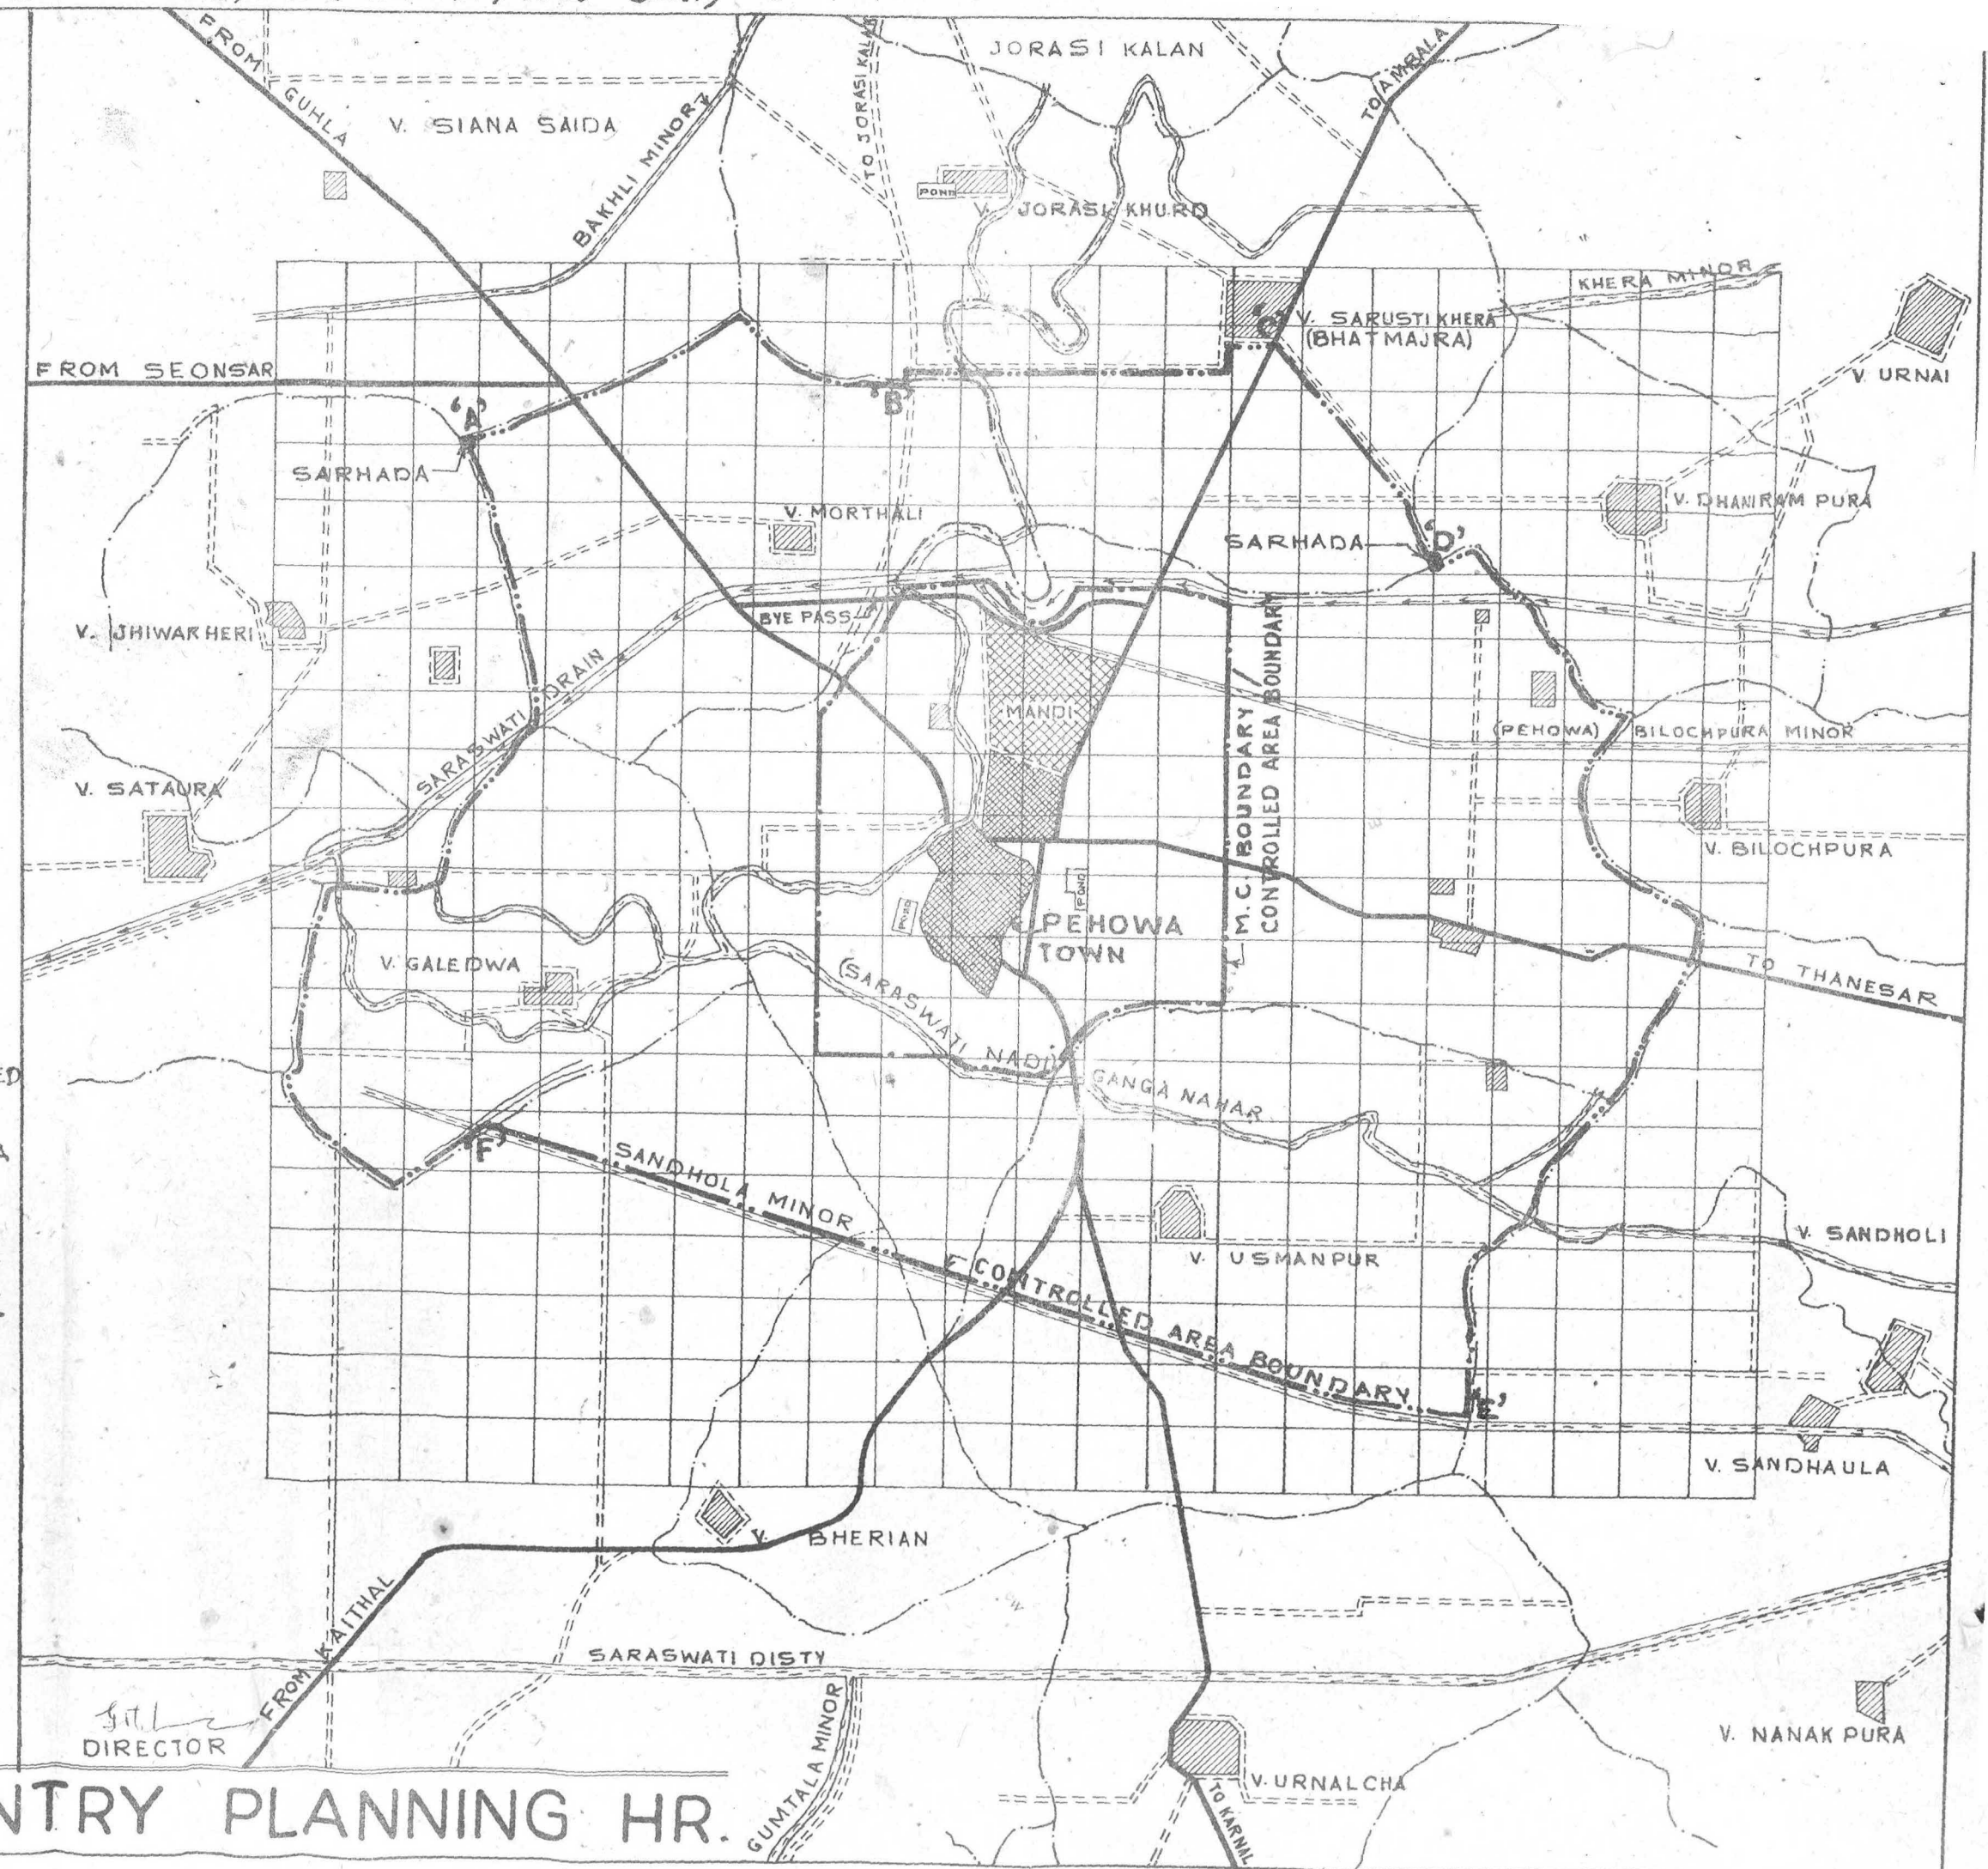 FROM GUHLA
V. SIANA SAIDA
BAKHLI MINOR
TO JORASI KALAN
JORASI KALAN
TO AMBALA
POND
V. JORASI KHURD
KHERA MINOR
'C'
V. SARUSTI KHERA
(BHATMAJRA)
V. URNAI
FROM SEONSAR
'A'
'B'
SARHADA
V. MORTHALI
V. DHANIRAM PURA
SARHADA
'D'
BYE PASS
V. JHIWARHERI
SARASWATI DRAIN
MANDI
M.C. BOUNDARY /
CONTROLLED AREA BOUNDARY
(PEHOWA) BILOCHPURA MINOR
V. SATAURA
V. BILOCHPURA
POND
POND
PEHOWA
TOWN
V. GALEDWA
(SARASWATI NADI)
TO THANESAR
GANGA NAHAR
ED
A
'F'
SANDHOLA MINOR
V. USMANPUR
V. SANDHOLI
CONTROLLED AREA BOUNDARY
'E'
V. SANDHAULA
V. BHERIAN
FROM KAITHAL
SARASWATI DISTY
GUMTALA MINOR
DIRECTOR
V. NANAK PURA
V. URNALCHA
TO KARNAL
NTRY PLANNING HR.